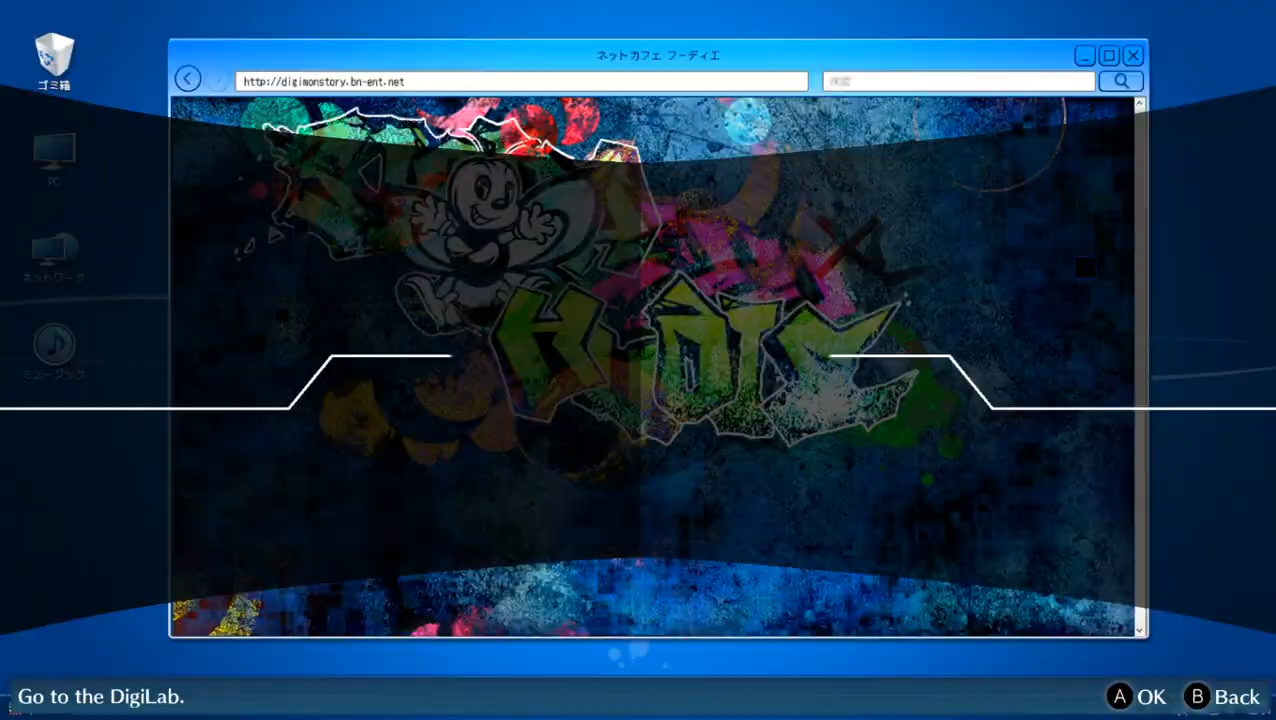 ゴミ箱
ネットカフェ フーディエ
http://digimonstory.bn-ent.net
検索
PC
ネットワーク
ミュージック
Go to the DigiLab.
A OK B Back